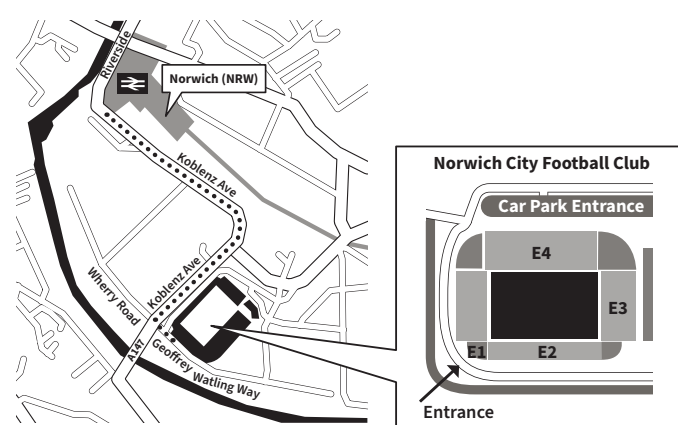 Riverside
Norwich (NRW)
Koblenz Ave
Koblenz Ave
Wherry Road
A147
Geoffrey Watling Way
Norwich City Football Club
Car Park Entrance
E4
E3
E1
E2
Entrance